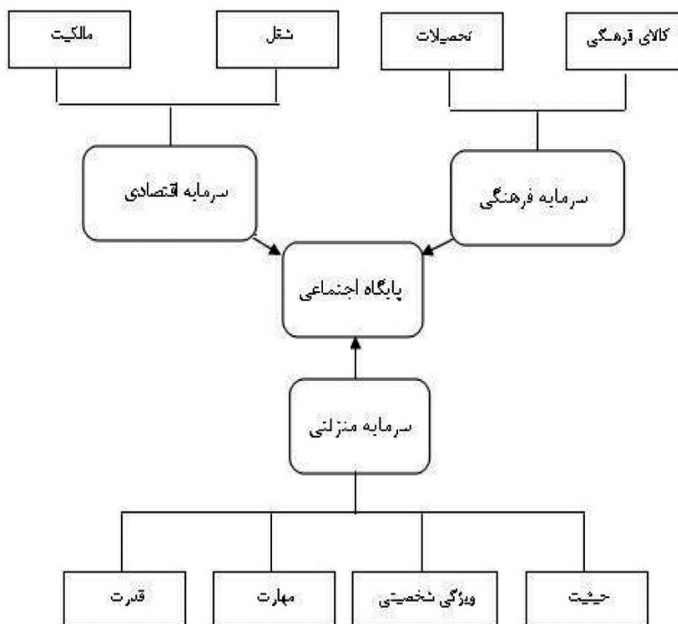 کالای فرهنگی
تحصیلات
شغل
مالکیت
سرمایه فرهنگی
سرمایه اقتصادی
پایگاه اجتماعی
سرمایه منزلتی
حیثیت
ویژگی شخصیتی
مهارت
قدرت